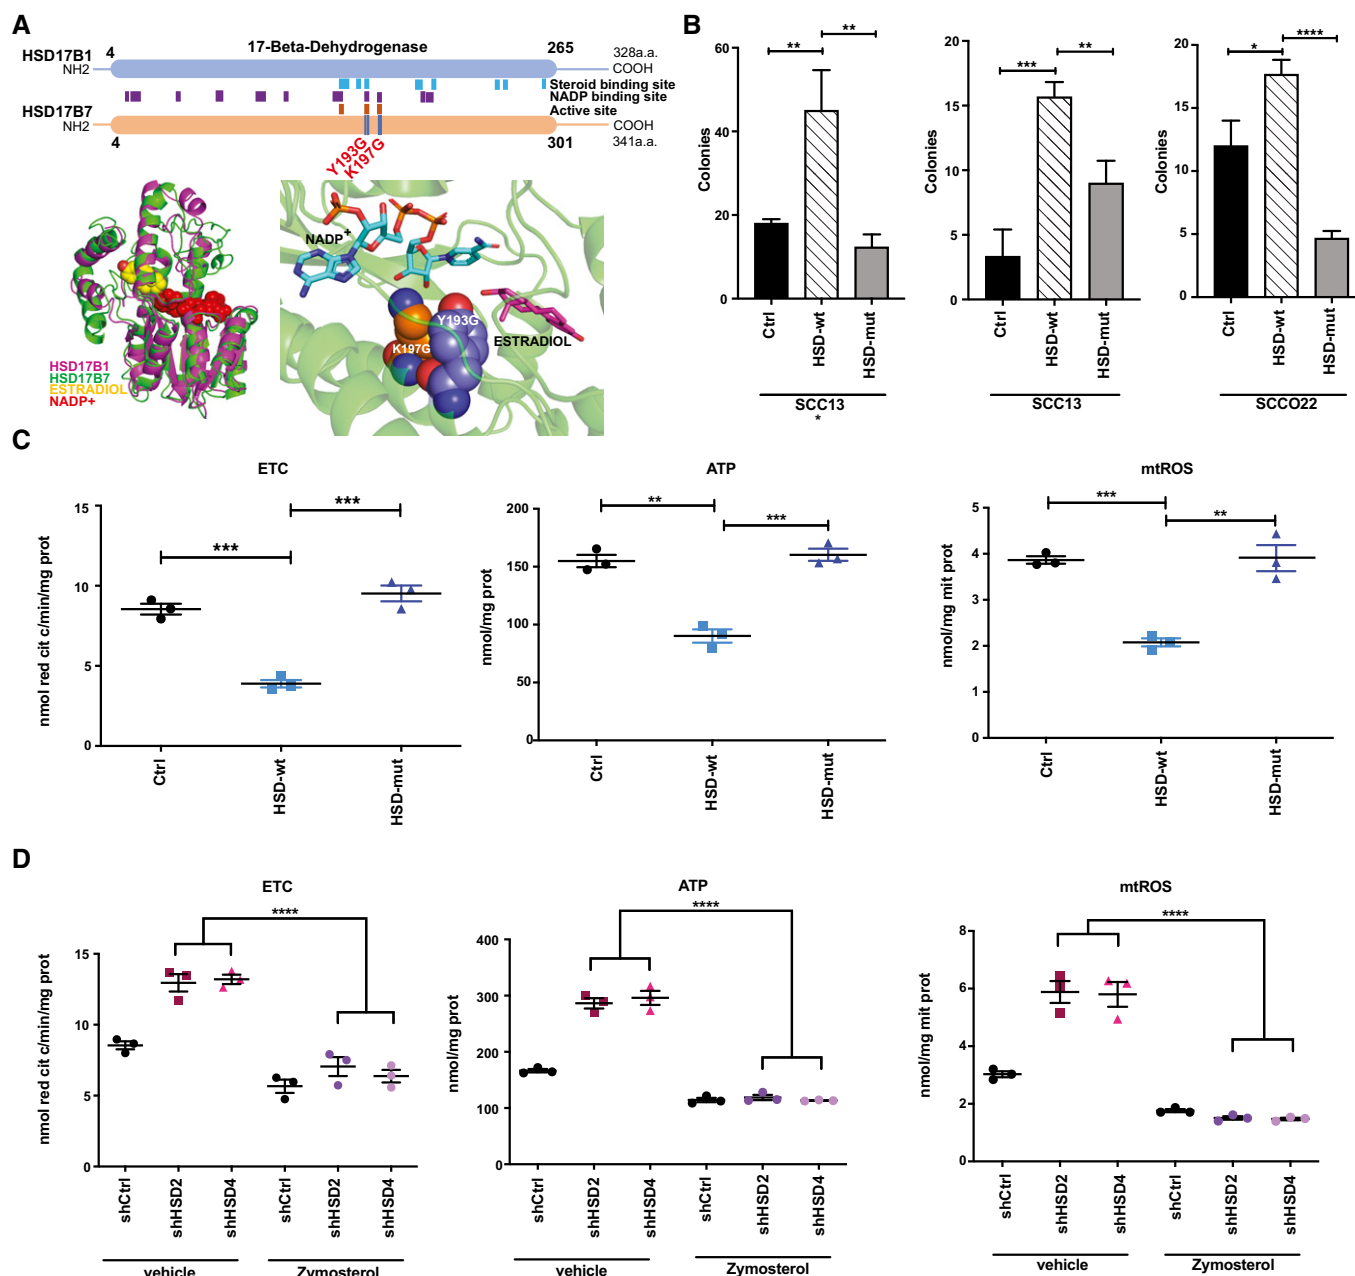 A
HSD17B1
NH2
4
17-Beta-Dehydrogenase
265
328a.a.
COOH
Steroid binding site
NADP binding site
Active site
HSD17B7
NH2
4
301
COOH
341a.a.
Y193G
K197G
HSD17B1
HSD17B7
ESTRADIOL
NADP+
NADP+
Y193G
K197G
ESTRADIOL
B
Colonies
60
40
20
0
**
**
Ctrl
HSD-wt
HSD-mut
SCC13
*
Colonies
20
15
10
5
0
***
**
Ctrl
HSD-wt
HSD-mut
SCC13
Colonies
20
15
10
5
0
*
****
Ctrl
HSD-wt
HSD-mut
SCCO22
C
ETC
nmol red cit c/min/mg prot
15
10
5
0
***
***
Ctrl
HSD-wt
HSD-mut
ATP
nmol/mg prot
200
150
100
50
0
**
***
Ctrl
HSD-wt
HSD-mut
mtROS
nmol/mg mit prot
5
4
3
2
1
0
***
**
Ctrl
HSD-wt
HSD-mut
D
ETC
nmol red cit c/min/mg prot
15
10
5
0
****
shCtrl
shHSD2
shHSD4
shCtrl
shHSD2
shHSD4
vehicle
Zymosterol
ATP
nmol/mg prot
400
300
200
100
0
****
shCtrl
shHSD2
shHSD4
shCtrl
shHSD2
shHSD4
vehicle
Zymosterol
mtROS
nmol/mg mit prot
8
6
4
2
0
****
shCtrl
shHSD2
shHSD4
shCtrl
shHSD2
shHSD4
vehicle
Zymosterol